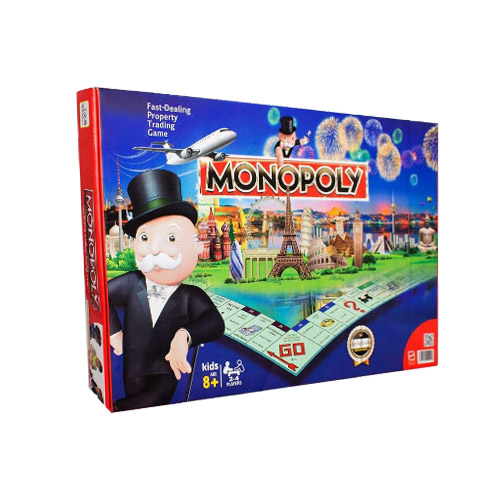 Fast-Dealing
Property
Trading
Game
MONOPOLY
MONOPOLY
GO
?
kids
8+
2-4
PLAYERS